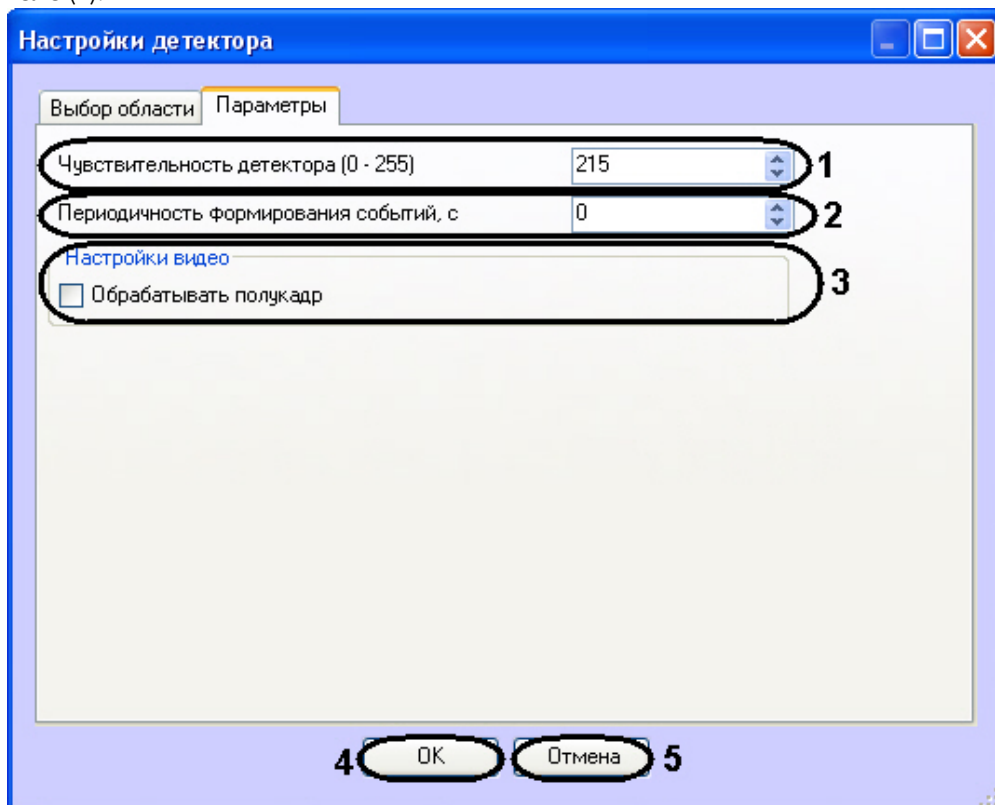 Настройки детектора
Выбор области Параметры
Чувствительность детектора (0 - 255) 215 1
Периодичность формирования событий, с 0 2
Настройки видео
Обрабатывать полукадр 3
4 OK Отмена 5